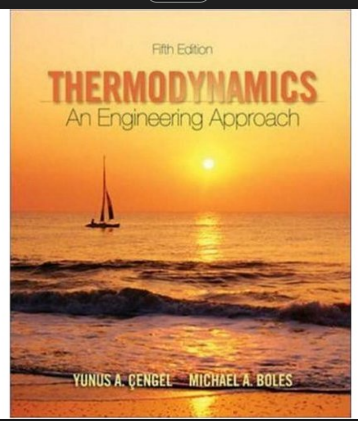 Fifth Edition
THERMODYNAMICS
An Engineering Approach
YUNUS A. ÇENGEL MICHAEL A. BOLES